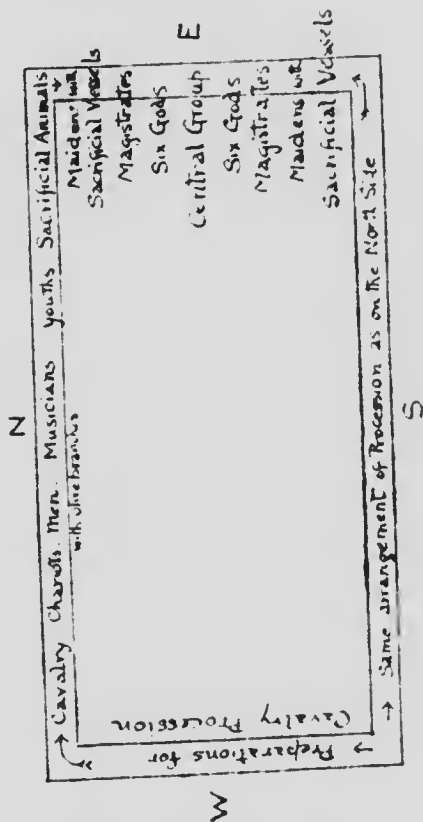 N
→ Cavalry Chariots. Men. Musicians youths Sacrificial Animals
with olive branches
E
Maidens with
Sacrificial Vessels
Magistrates
Six Gods
Central Group
Six Gods
Magistrates
Maidens with
Sacrificial Vessels
→ Same arrangement of Procession as on the North Side
S
→ Preparations for
Cavalry Procession
W